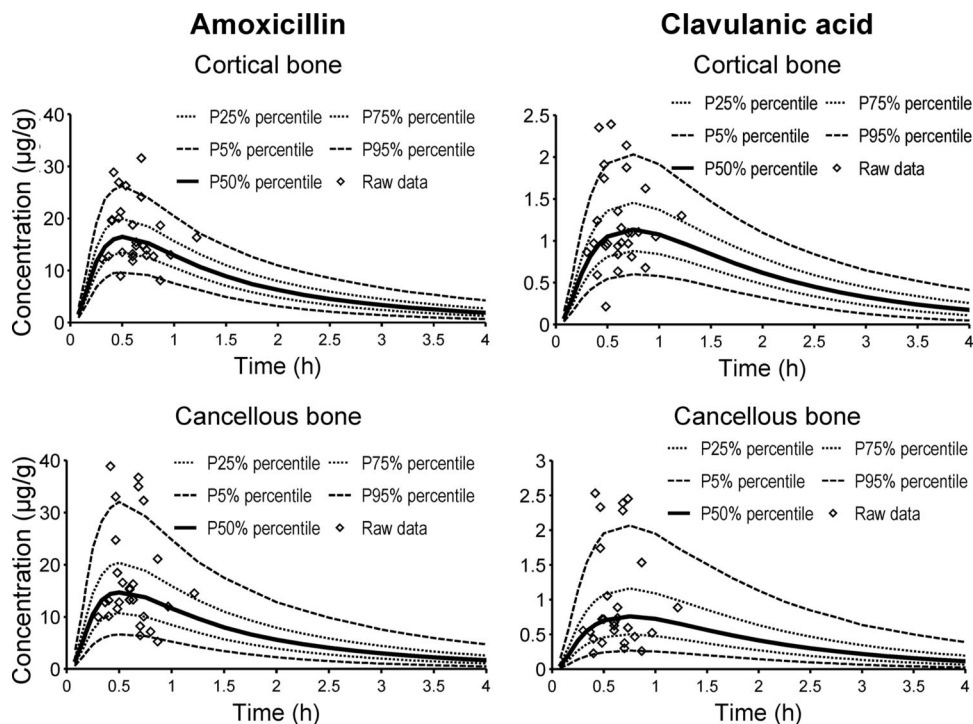 Amoxicillin
Cortical bone
Concentration (µg/g)
40
30
20
10
0
P25% percentile
P75% percentile
P5% percentile
P95% percentile
P50% percentile
Raw data
0 0.5 1 1.5 2 2.5 3 3.5 4
Time (h)
Clavulanic acid
Cortical bone
2.5
2
1.5
1
0.5
0
P25% percentile
P75% percentile
P5% percentile
P95% percentile
P50% percentile
Raw data
0 0.5 1 1.5 2 2.5 3 3.5 4
Time (h)
Cancellous bone
Concentration (µg/g)
40
30
20
10
0
P25% percentile
P75% percentile
P5% percentile
P95% percentile
P50% percentile
Raw data
0 0.5 1 1.5 2 2.5 3 3.5 4
Time (h)
Cancellous bone
3
2.5
2
1.5
1
0.5
0
P25% percentile
P75% percentile
P5% percentile
P95% percentile
P50% percentile
Raw data
0 0.5 1 1.5 2 2.5 3 3.5 4
Time (h)